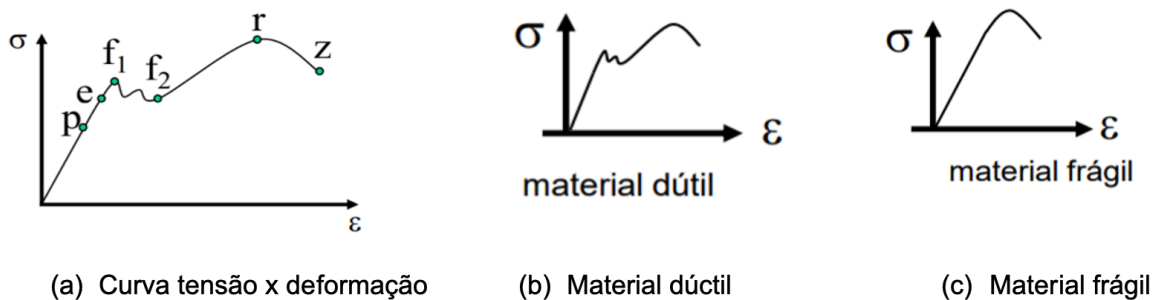 σ
p
e
f₁
f₂
r
z
ε
σ
ε
material dútil
σ
ε
material frágil
(a) Curva tensão x deformação
(b) Material dúctil
(c) Material frágil